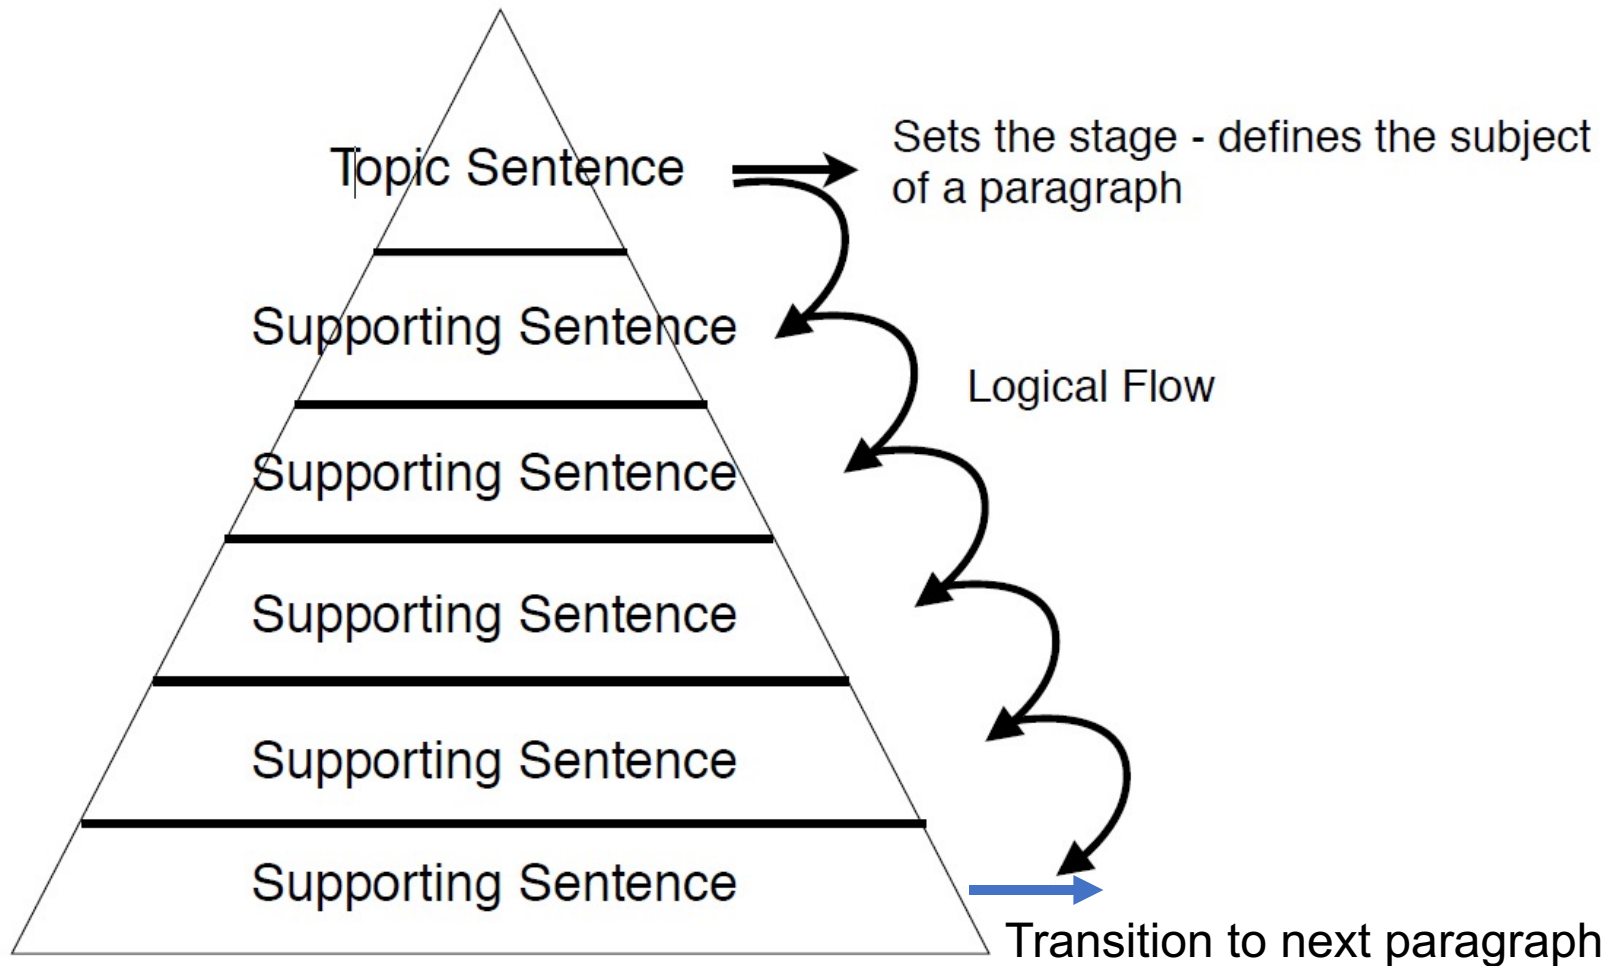 Topic Sentence
Sets the stage - defines the subject
of a paragraph
Supporting Sentence
Logical Flow
Supporting Sentence
Supporting Sentence
Supporting Sentence
Supporting Sentence
Transition to next paragraph